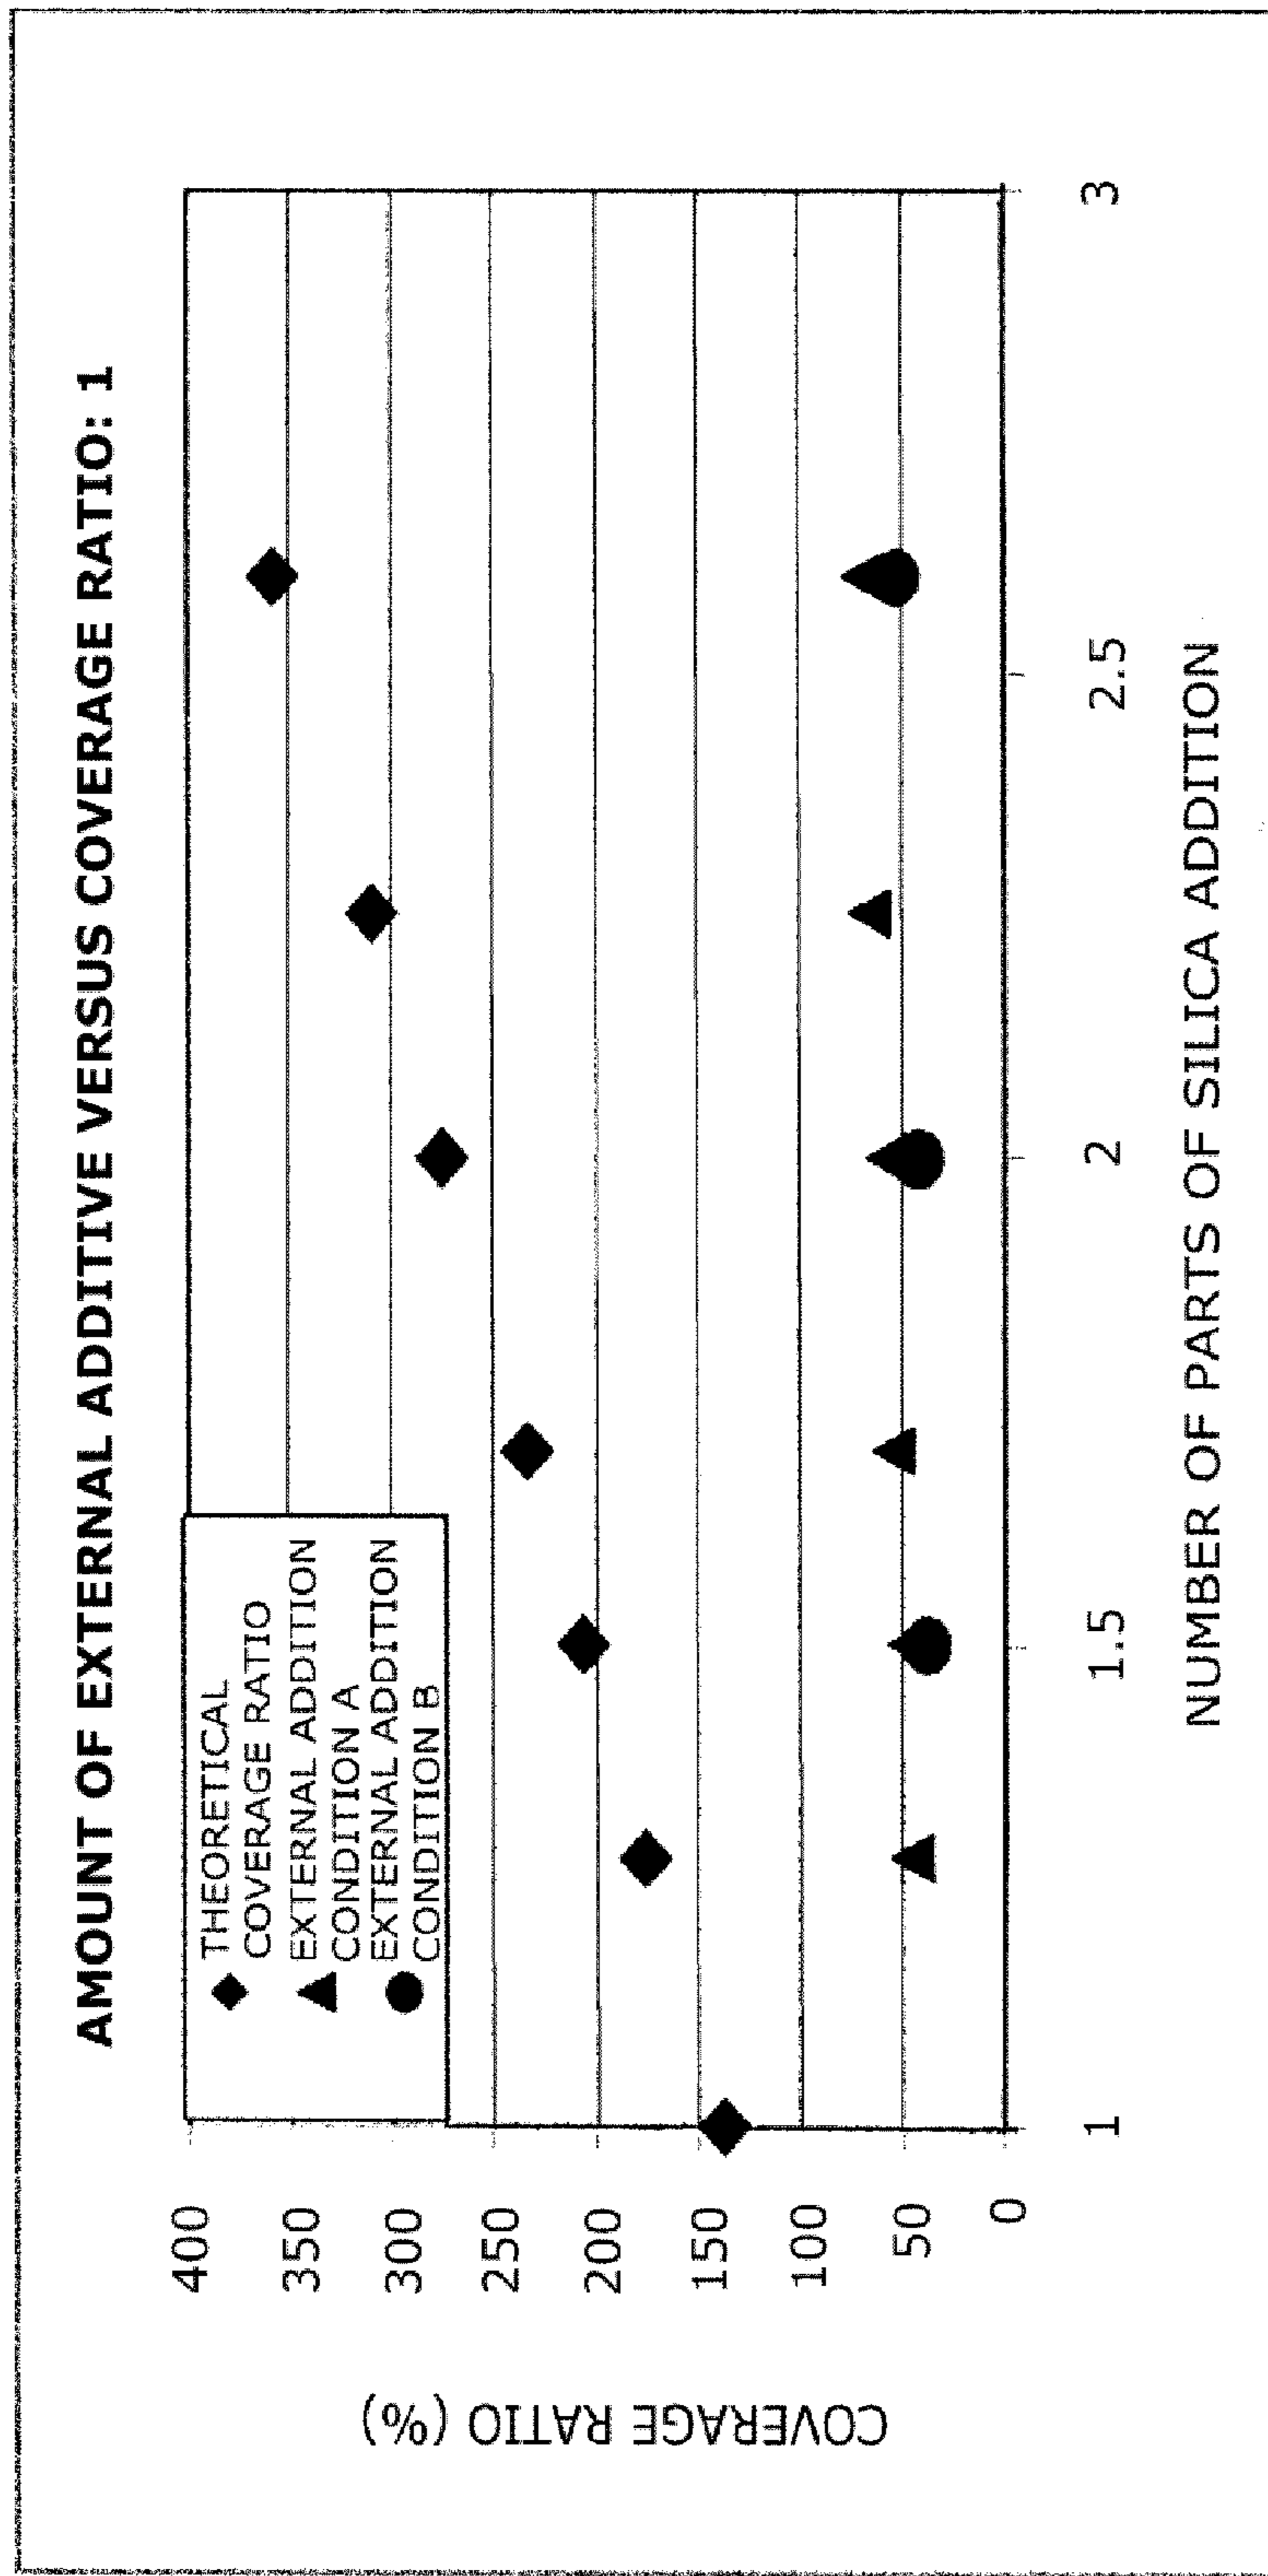 AMOUNT OF EXTERNAL ADDITIVE VERSUS COVERAGE RATIO: 1
THEORETICAL
COVERAGE RATIO
EXTERNAL ADDITION
CONDITION A
EXTERNAL ADDITION
CONDITION B
COVERAGE RATIO (%)
400
350
300
250
200
150
100
50
0
1
1.5
2
2.5
3
NUMBER OF PARTS OF SILICA ADDITION